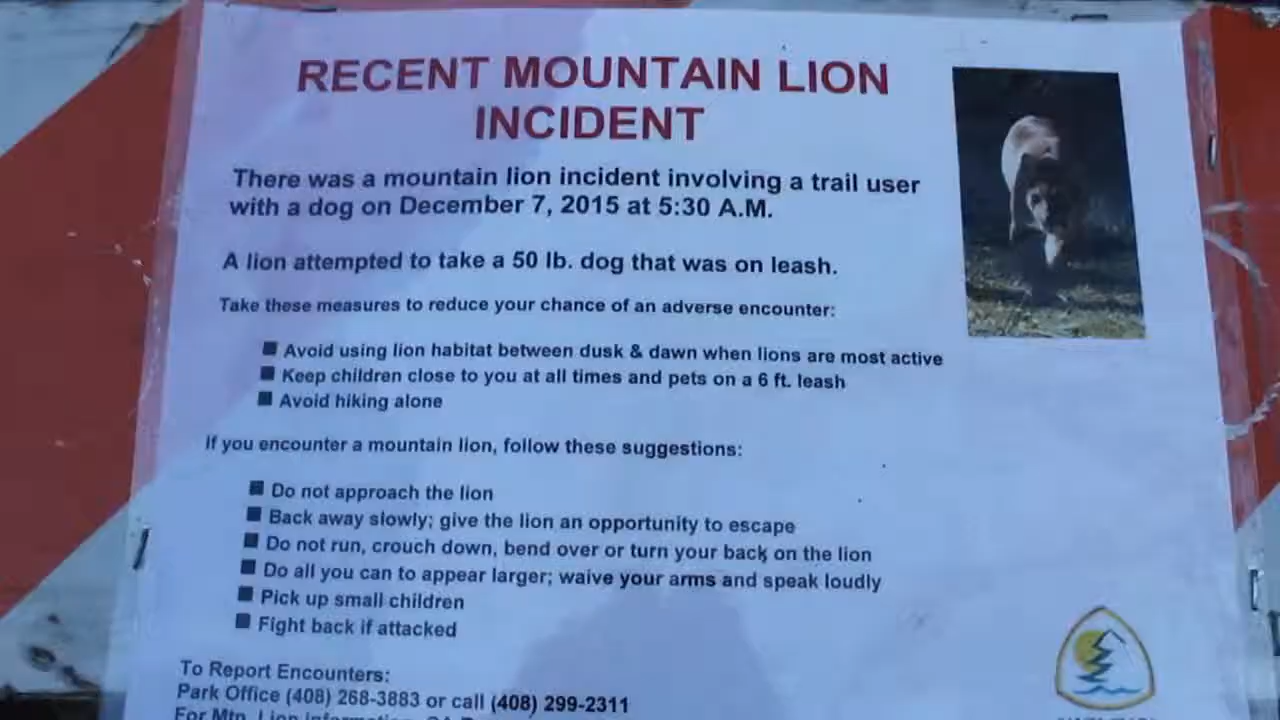 RECENT MOUNTAIN LION
INCIDENT
There was a mountain lion incident involving a trail user
with a dog on December 7, 2015 at 5:30 A.M.
A lion attempted to take a 50 lb. dog that was on leash.
Take these measures to reduce your chance of an adverse encounter:
■ Avoid using lion habitat between dusk & dawn when lions are most active
■ Keep children close to you at all times and pets on a 6 ft. leash
■ Avoid hiking alone
If you encounter a mountain lion, follow these suggestions:
■ Do not approach the lion
■ Back away slowly; give the lion an opportunity to escape
■ Do not run, crouch down, bend over or turn your back on the lion
■ Do all you can to appear larger; waive your arms and speak loudly
■ Pick up small children
■ Fight back if attacked
To Report Encounters:
Park Office (408) 268-3883 or call (408) 299-2311
For Mtn. Lion